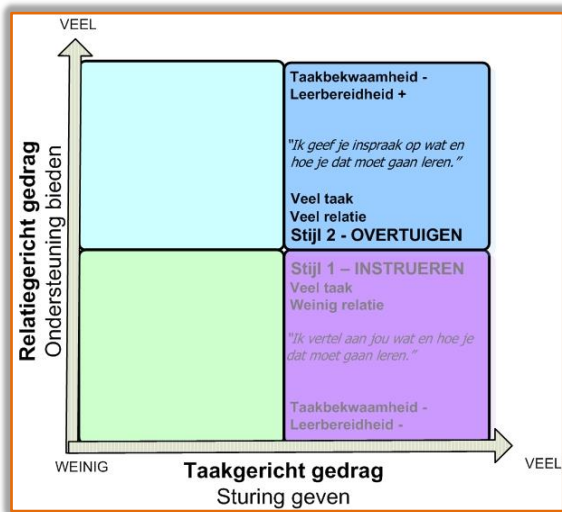 VEEL
Taakbekwaamheid -
Leerbereidheid +
"Ik geef je inspraak op wat en
hoe je dat moet gaan leren."
Veel taak
Veel relatie
Stijl 2 - OVERTUIGEN
Relatiegericht gedrag
Ondersteuning bieden
Stijl 1 – INSTRUEREN
Veel taak
Weinig relatie
"Ik vertel aan jou wat en hoe je
dat moet gaan leren."
Taakbekwaamheid -
Leerbereidheid -
WEINIG
Taakgericht gedrag
VEEL
Sturing geven